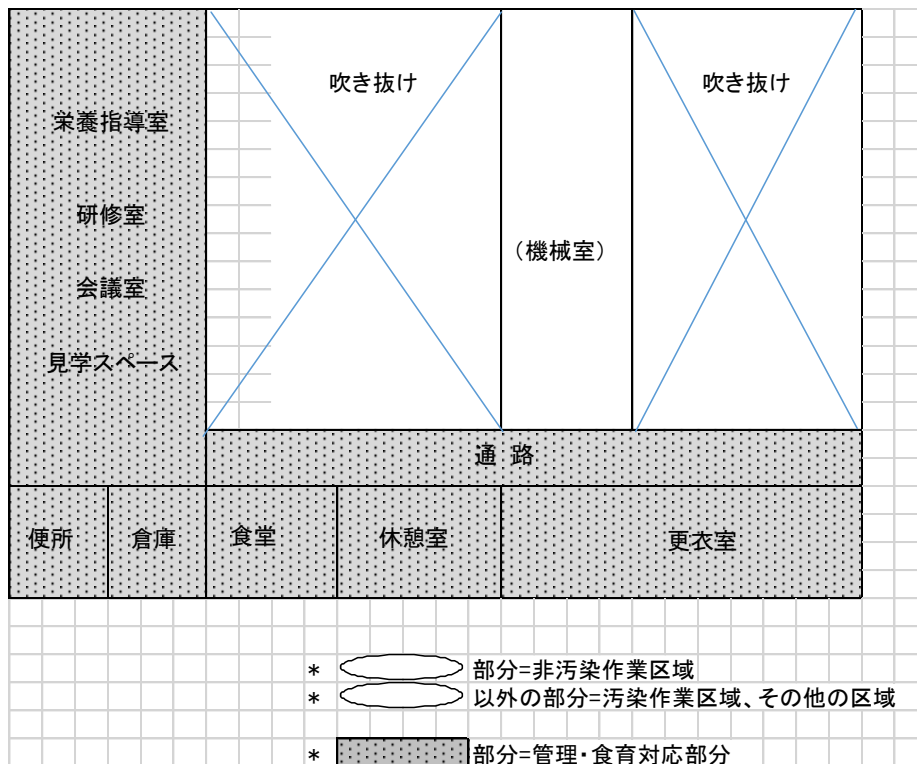 吹き抜け
吹き抜け
栄養指導室
研修室
(機械室)
会議室
見学スペース
通 路
便所
倉庫
食堂
休憩室
更衣室
* 部分=非汚染作業区域
* 以外の部分=汚染作業区域、その他の区域
* 部分=管理・食育対応部分